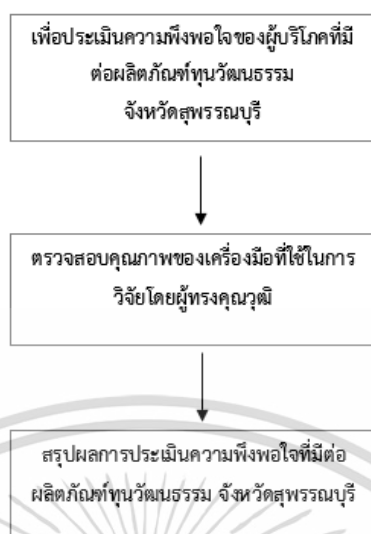 เพื่อประเมินความพึงพอใจของผู้บริโภคที่มี
ต่อผลิตภัณฑ์ทุนวัฒนธรรม
จังหวัดสุพรรณบุรี
ตรวจสอบคุณภาพของเครื่องมือที่ใช้ในการ
วิจัยโดยผู้ทรงคุณวุฒิ
สรุปผลการประเมินความพึงพอใจที่มีต่อ
ผลิตภัณฑ์ทุนวัฒนธรรม จังหวัดสุพรรณบุรี